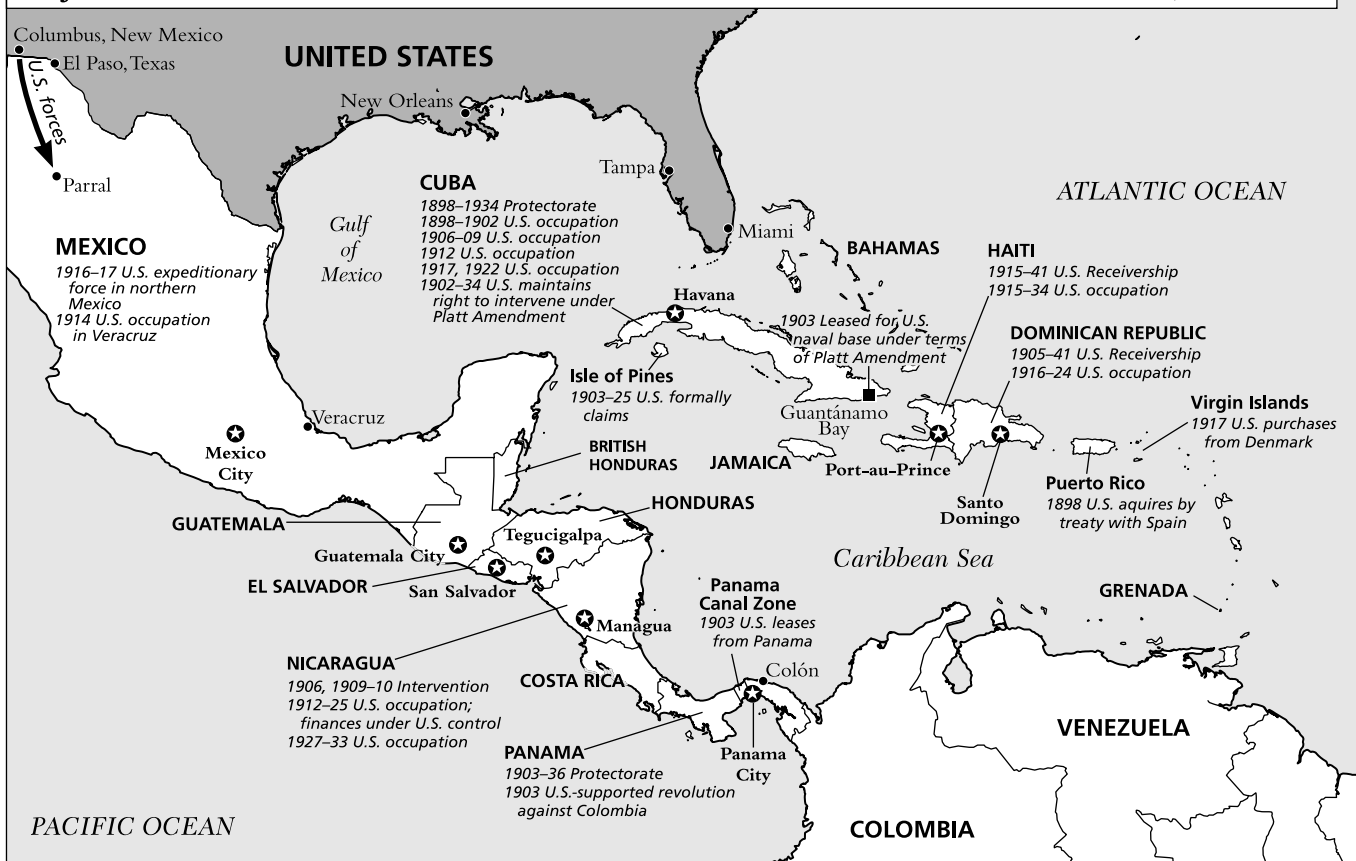 Columbus, New Mexico
El Paso, Texas
U.S. forces
Parral
UNITED STATES
New Orleans
Tampa
Miami
Gulf
of
Mexico
ATLANTIC OCEAN
MEXICO
1916–17 U.S. expeditionary
force in northern
Mexico
1914 U.S. occupation
in Veracruz
CUBA
1898–1934 Protectorate
1898–1902 U.S. occupation
1906–09 U.S. occupation
1912 U.S. occupation
1917, 1922 U.S. occupation
1902–34 U.S. maintains
right to intervene under
Platt Amendment
Havana
BAHAMAS
1903 Leased for U.S.
naval base under terms
of Platt Amendment
Guantánamo
Bay
HAITI
1915–41 U.S. Receivership
1915–34 U.S. occupation
DOMINICAN REPUBLIC
1905–41 U.S. Receivership
1916–24 U.S. occupation
Isle of Pines
1903–25 U.S. formally
claims
Virgin Islands
1917 U.S. purchases
from Denmark
Veracruz
Mexico
City
BRITISH
HONDURAS
JAMAICA
Port-au-Prince
Santo
Domingo
Puerto Rico
1898 U.S. aquires by
treaty with Spain
HONDURAS
GUATEMALA
Guatemala City
Tegucigalpa
EL SALVADOR
San Salvador
Caribbean Sea
GRENADA
Managua
Panama
Canal Zone
1903 U.S. leases
from Panama
Colón
NICARAGUA
1906, 1909–10 Intervention
1912–25 U.S. occupation;
finances under U.S. control
1927–33 U.S. occupation
COSTA RICA
PANAMA
1903–36 Protectorate
1903 U.S.-supported revolution
against Colombia
Panama
City
VENEZUELA
COLOMBIA
PACIFIC OCEAN